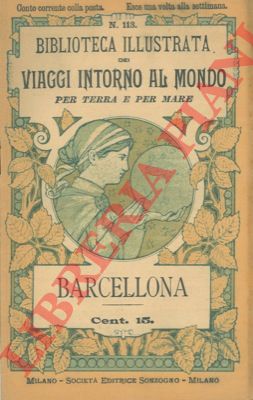 Conto corrente colla posta. Esce una volta alla settimana.
N. 113.
BIBLIOTECA ILLUSTRATA
DEI
VIAGGI INTORNO AL MONDO
PER TERRA E PER MARE
BARCELLONA
Cent. 15.
MILANO - SOCIETÀ EDITRICE SONZOGNO - MILANO
LIBRERIA PIANI